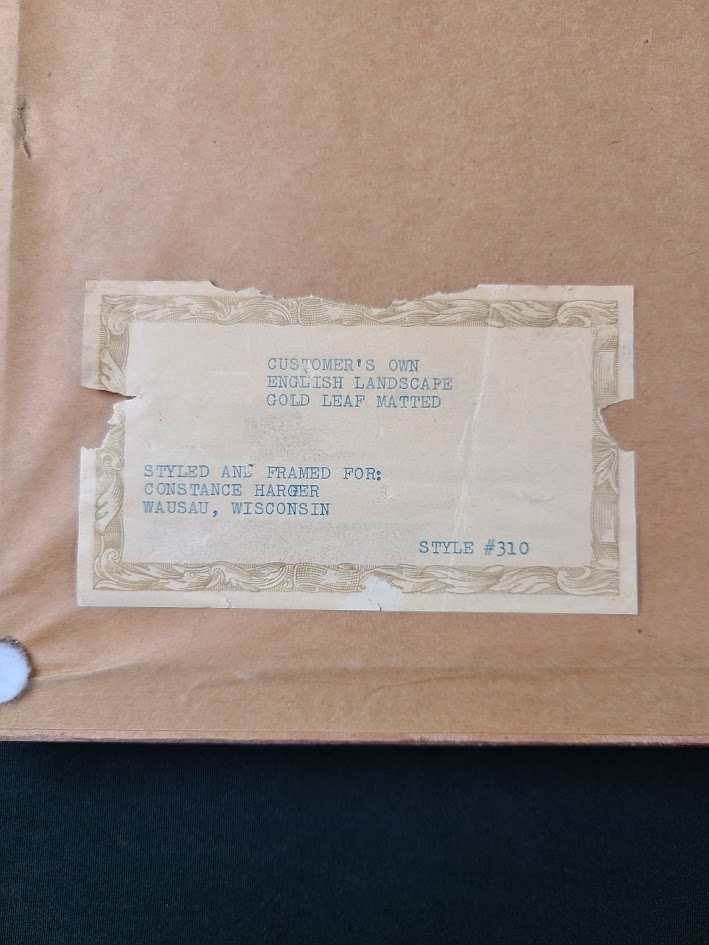 CUSTOMER'S OWN
ENGLISH LANDSCAPE
GOLD LEAF MATTED
STYLED AND FRAMED FOR:
CONSTANCE HARGER
WAUSAU, WISCONSIN
STYLE #310